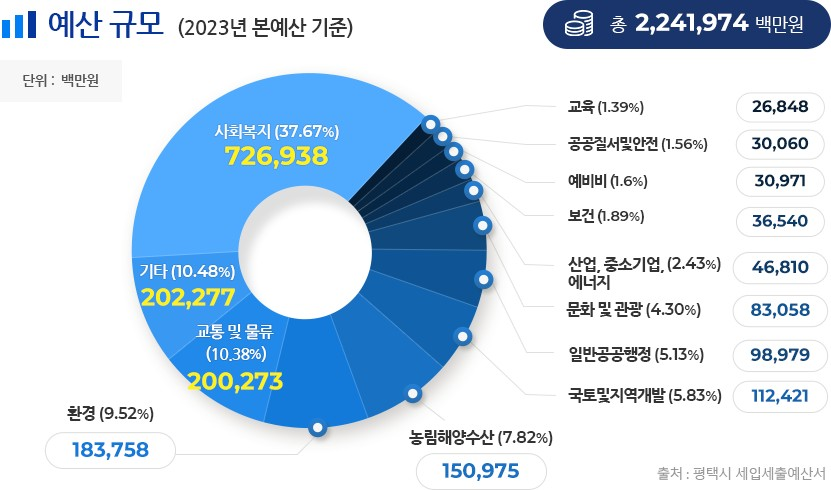 예산 규모 (2023년 본예산 기준)
총 2,241,974 백만원
단위 : 백만원
사회복지 (37.67%)
726,938
기타 (10.48%)
202,277
교통 및 물류
(10.38%)
200,273
환경 (9.52%)
183,758
농림해양수산 (7.82%)
150,975
교육 (1.39%) 26,848
공공질서및안전 (1.56%) 30,060
예비비 (1.6%) 30,971
보건 (1.89%) 36,540
산업, 중소기업, (2.43%) 46,810
에너지
문화 및 관광 (4.30%) 83,058
일반공공행정 (5.13%) 98,979
국토및지역개발 (5.83%) 112,421
출처 : 평택시 세입세출예산서